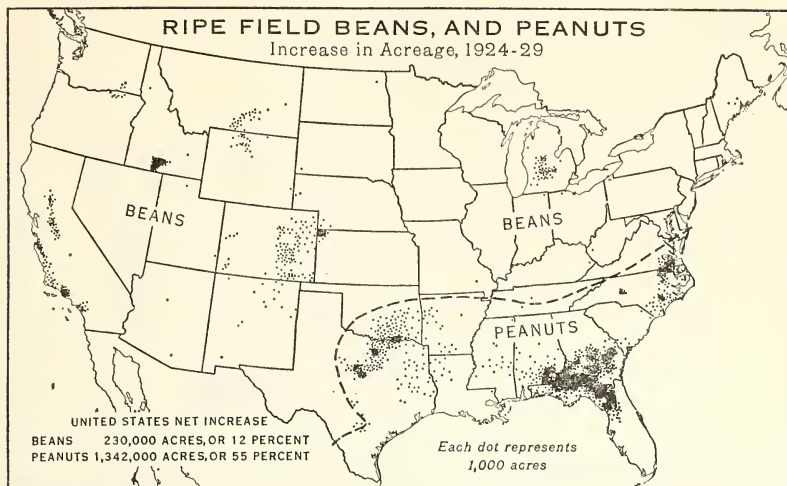 RIPE FIELD BEANS, AND PEANUTS
Increase in Acreage, 1924-29
BEANS
BEANS
PEANUTS
UNITED STATES NET INCREASE
BEANS 230,000 ACRES, OR 12 PERCENT
PEANUTS 1,342,000 ACRES, OR 55 PERCENT
Each dot represents
1,000 acres